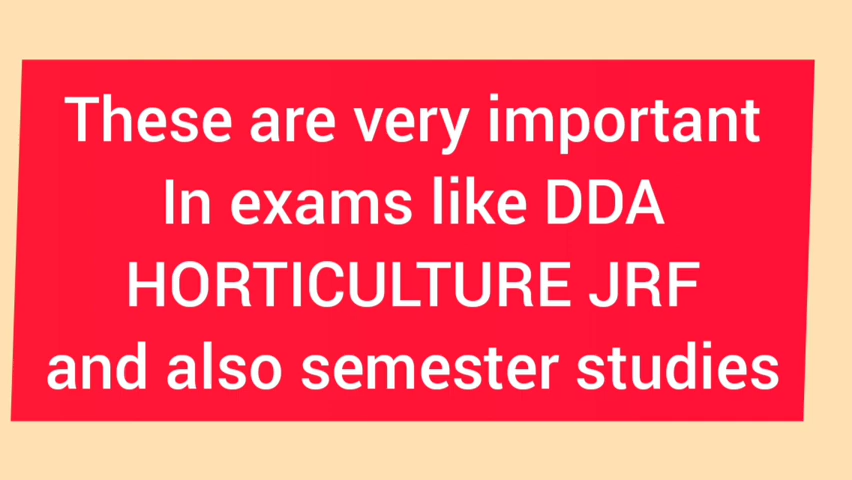 These are very important
In exams like DDA
HORTICULTURE JRF
and also semester studies